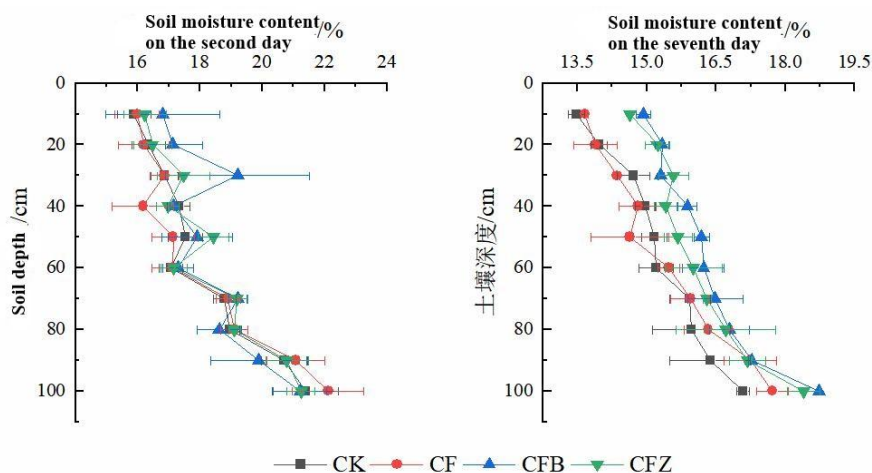 Soil moisture content
on the second day /%
16 18 20 22 24
0
20
40
60
80
100
Soil depth /cm
Soil moisture content
on the seventh day /%
13.5 15.0 16.5 18.0 19.5
0
20
40
60
80
100
土壤深度/cm
CK CF CFB CFZ